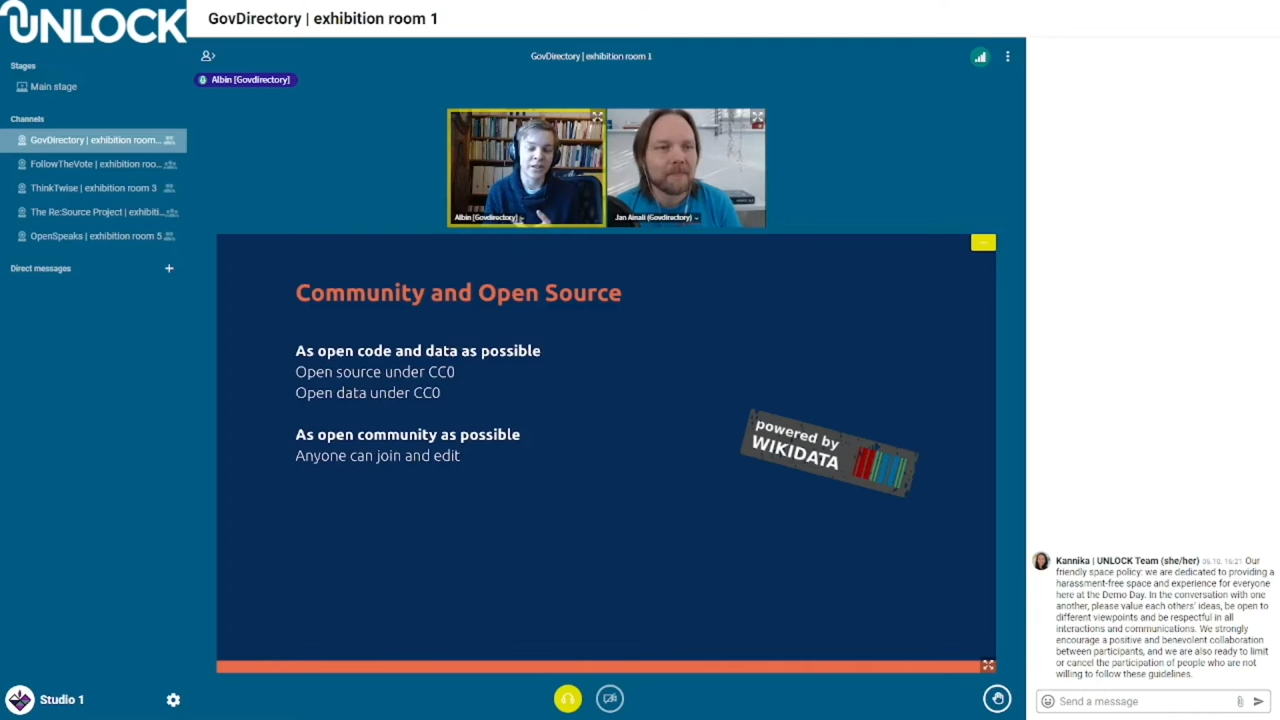 UNLOCK
GovDirectory | exhibition room 1
Stages
Main stage
Channels
GovDirectory | exhibition room...
FollowTheVote | exhibition roo...
ThinkTwise | exhibition room 3
The Re:Source Project | exhibiti...
OpenSpeaks | exhibition room 5
Direct messages
GovDirectory | exhibition room 1
Albin [Govdirectory]
Albin [Govdirectory]
Jan Ainali (Govdirectory)
Community and Open Source
As open code and data as possible
Open source under CC0
Open data under CC0
As open community as possible
Anyone can join and edit
powered by
WIKIDATA
Kannika | UNLOCK Team (she/her) 05.10, 16:21 Our
friendly space policy: we are dedicated to providing a
harassment-free space and experience for everyone
here at the Demo Day. In the conversation with one
another, please value each others' ideas, be open to
different viewpoints and be respectful in all
interactions and communications. We strongly
encourage a positive and benevolent collaboration
between participants, and we are also ready to limit
or cancel the participation of people who are not
willing to follow these guidelines.
Studio 1
Send a message